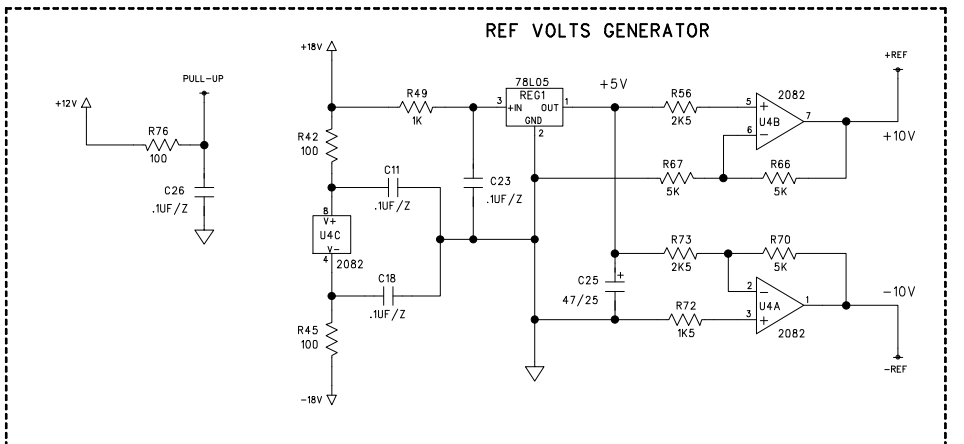 REF VOLTS GENERATOR
+18V
+REF
PULL-UP
78L05
REG1
+5V
2082
+12V
R49
1K
3
+IN
OUT
1
GND
2
R56
2K5
5
+
U4B
7
6
−
+10V
R76
100
R42
100
C11
.1UF/Z
C23
.1UF/Z
R67
5K
R66
5K
C26
.1UF/Z
8
V+
U4C
V-
4
2082
R73
2K5
R70
5K
C18
.1UF/Z
C25
+
47/25
2
−
U4A
1
-10V
R72
1K5
3
+
2082
R45
100
-18V
-REF